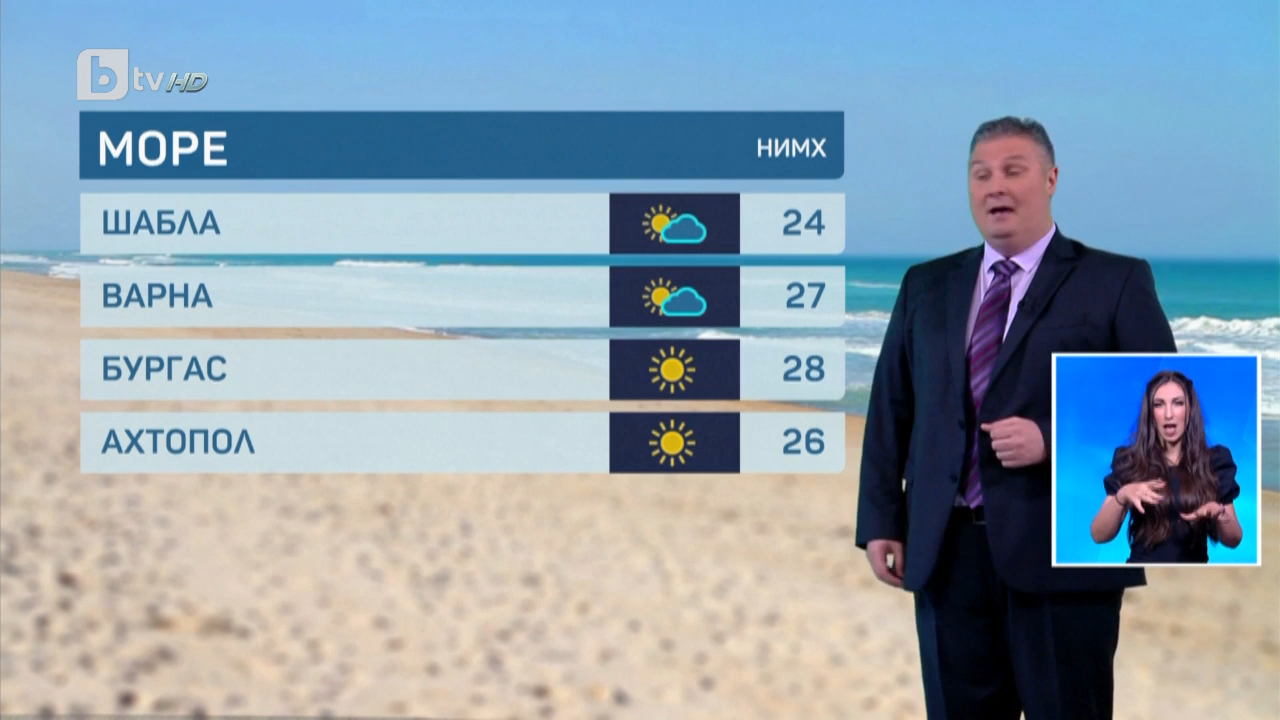 btv HD
МОРЕ НИМХ
ШАБЛА 24
ВАРНА 27
БУРГАС 28
АХТОПОЛ 26